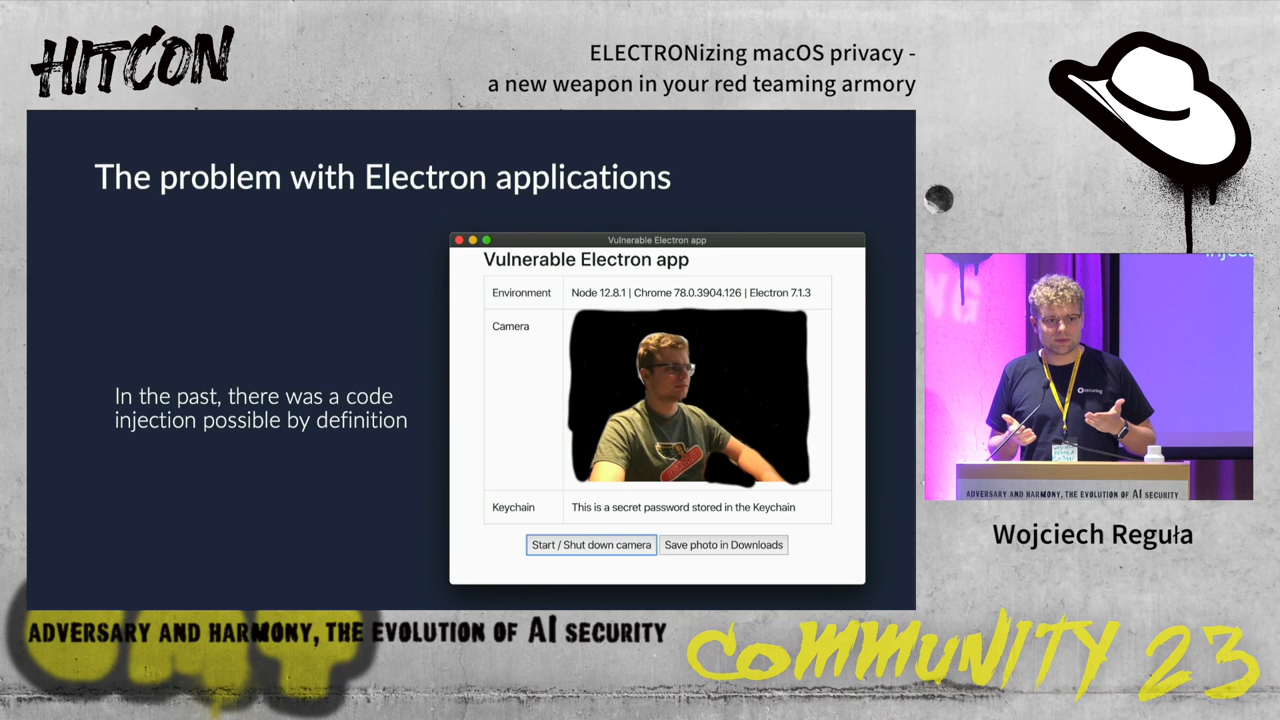 HITCON
ELECTRONizing macOS privacy -
a new weapon in your red teaming armory
The problem with Electron applications
Vulnerable Electron app
Vulnerable Electron app
Environment
Node 12.8.1 | Chrome 78.0.3904.126 | Electron 7.1.3
Camera
In the past, there was a code
injection possible by definition
Keychain
This is a secret password stored in the Keychain
Start / Shut down camera
Save photo in Downloads
securing
ADVERSARY AND HARMONY, THE EVOLUTION OF AI SECURITY
Wojciech Reguła
ADVERSARY AND HARMONY, THE EVOLUTION OF AI SECURITY
COMMUNITY 23